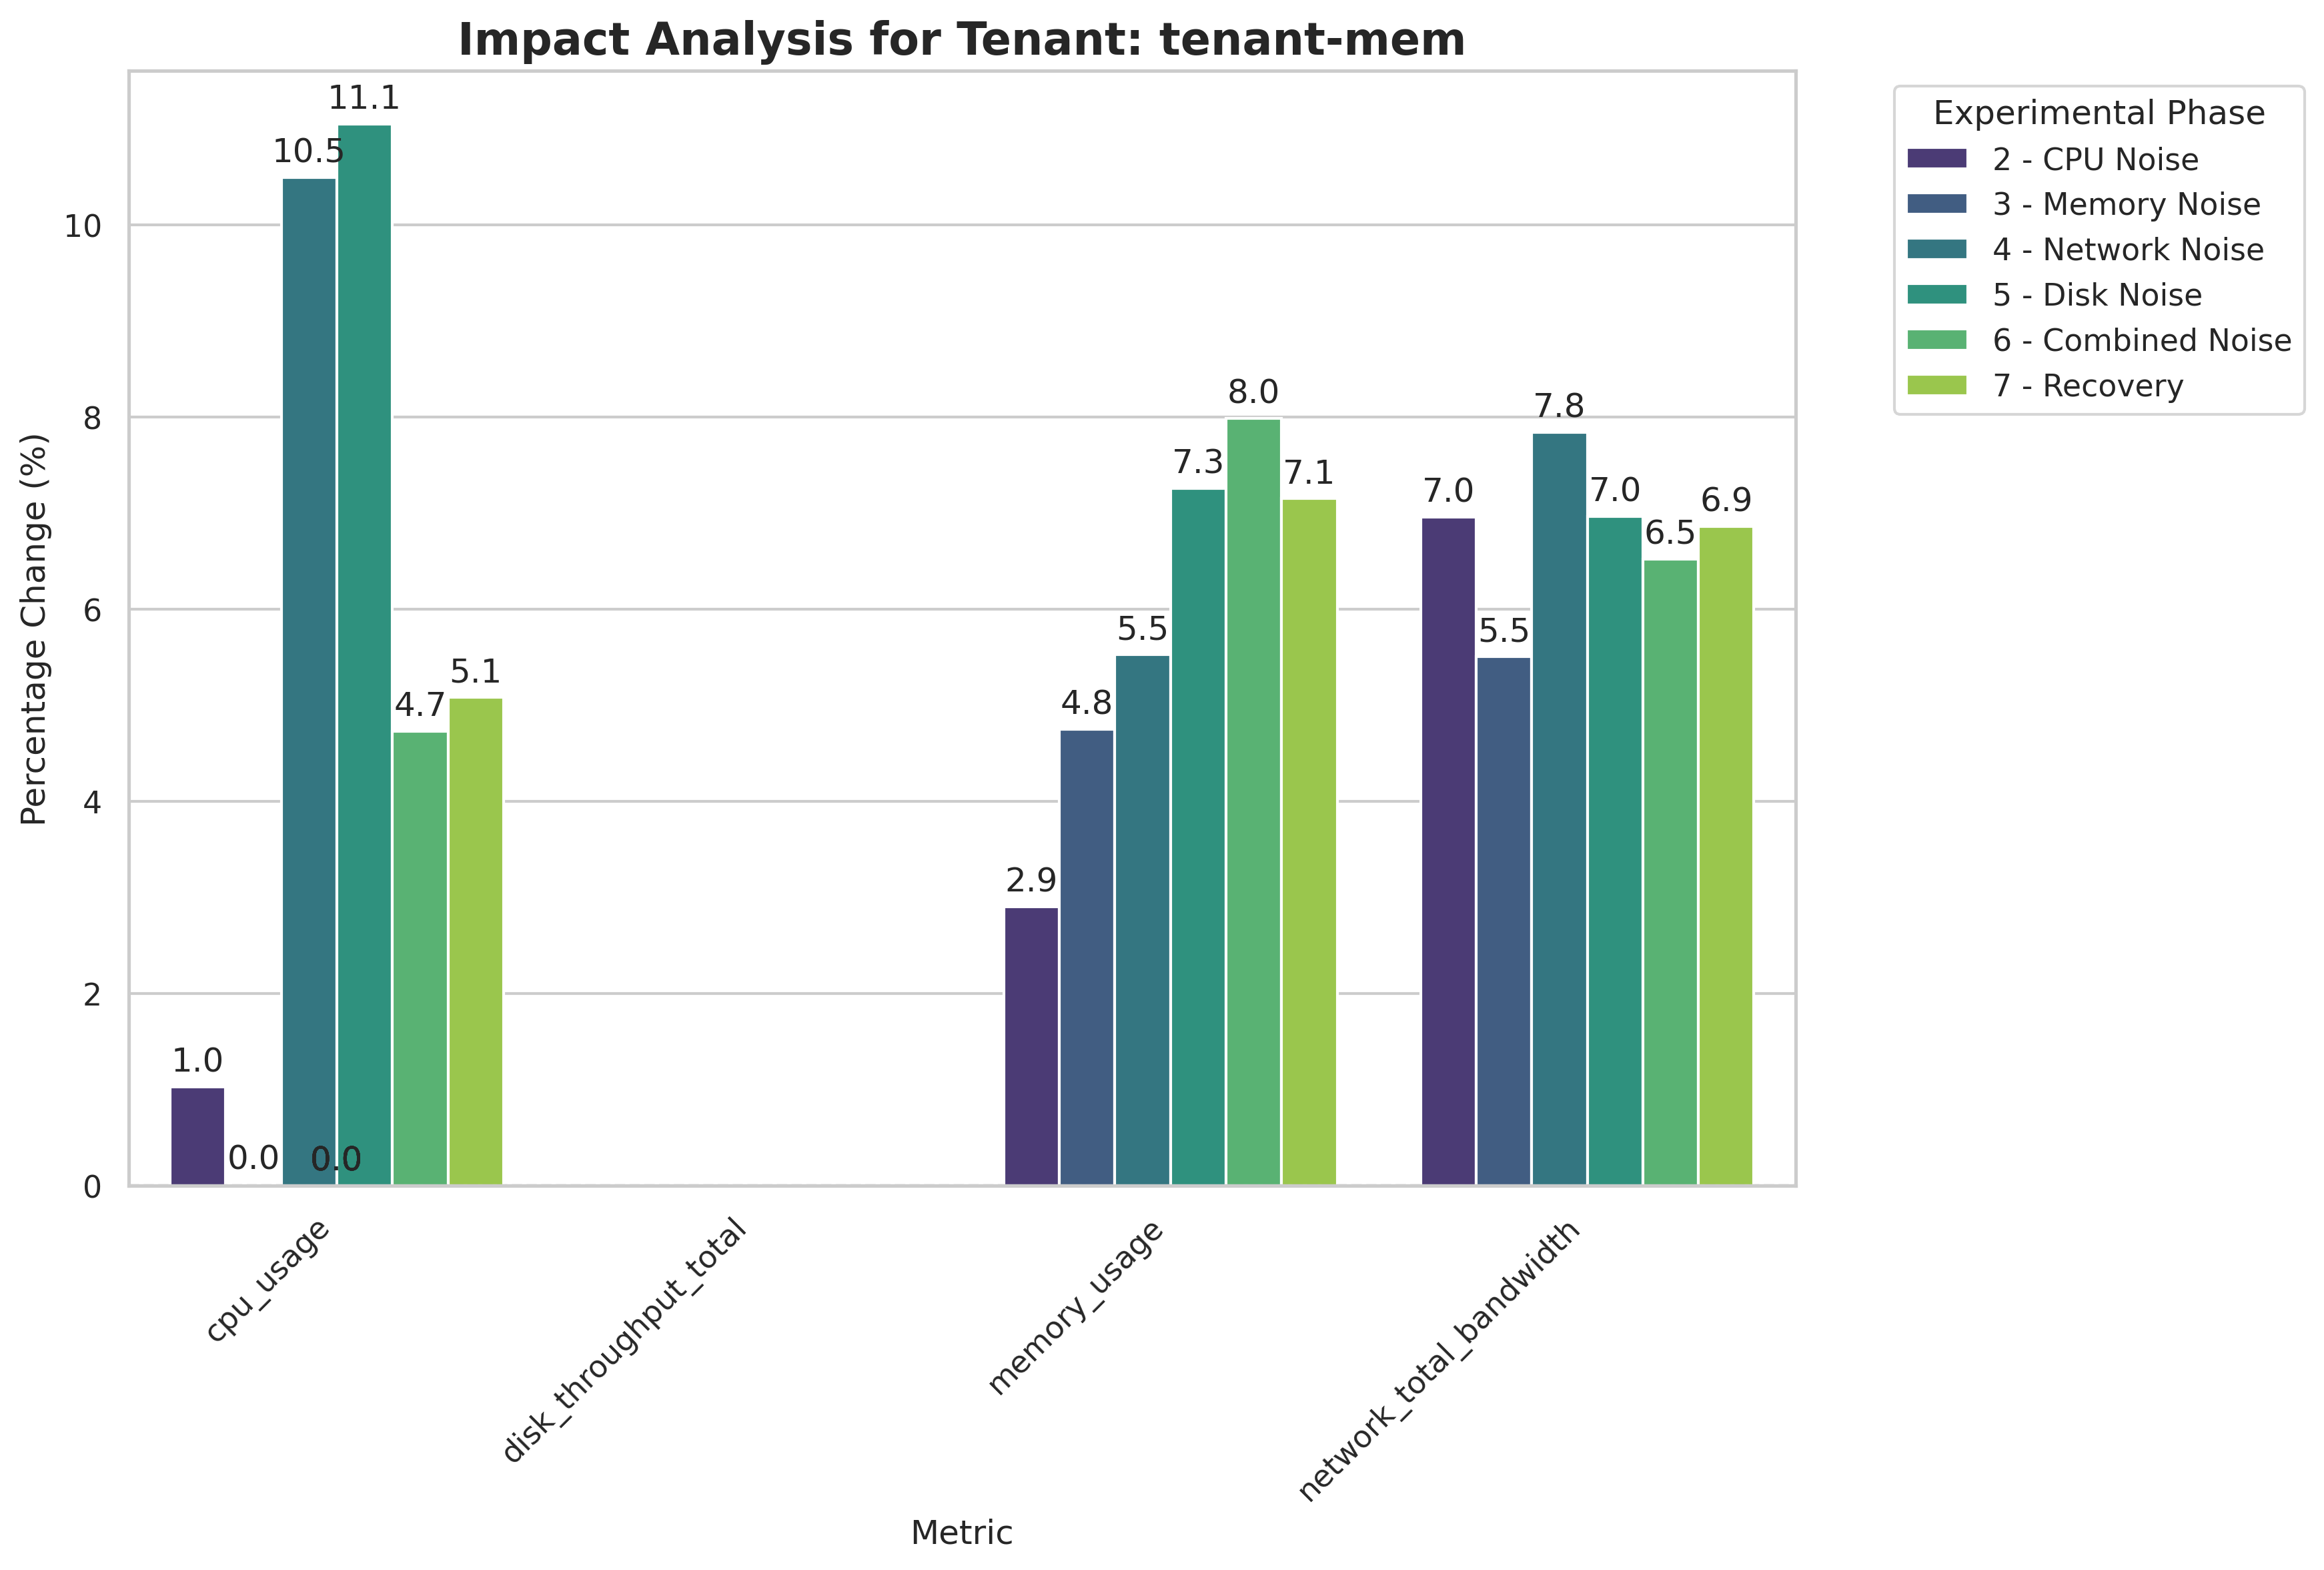 Impact Analysis for Tenant: tenant-mem
Percentage Change (%)
10
8
6
4
2
0
1.0
0.0
10.5
0.0
11.1
4.7
5.1
2.9
4.8
5.5
7.3
8.0
7.1
7.0
5.5
7.8
7.0
6.5
6.9
cpu_usage
disk_throughput_total
memory_usage
network_total_bandwidth
Metric
Experimental Phase
2 - CPU Noise
3 - Memory Noise
4 - Network Noise
5 - Disk Noise
6 - Combined Noise
7 - Recovery